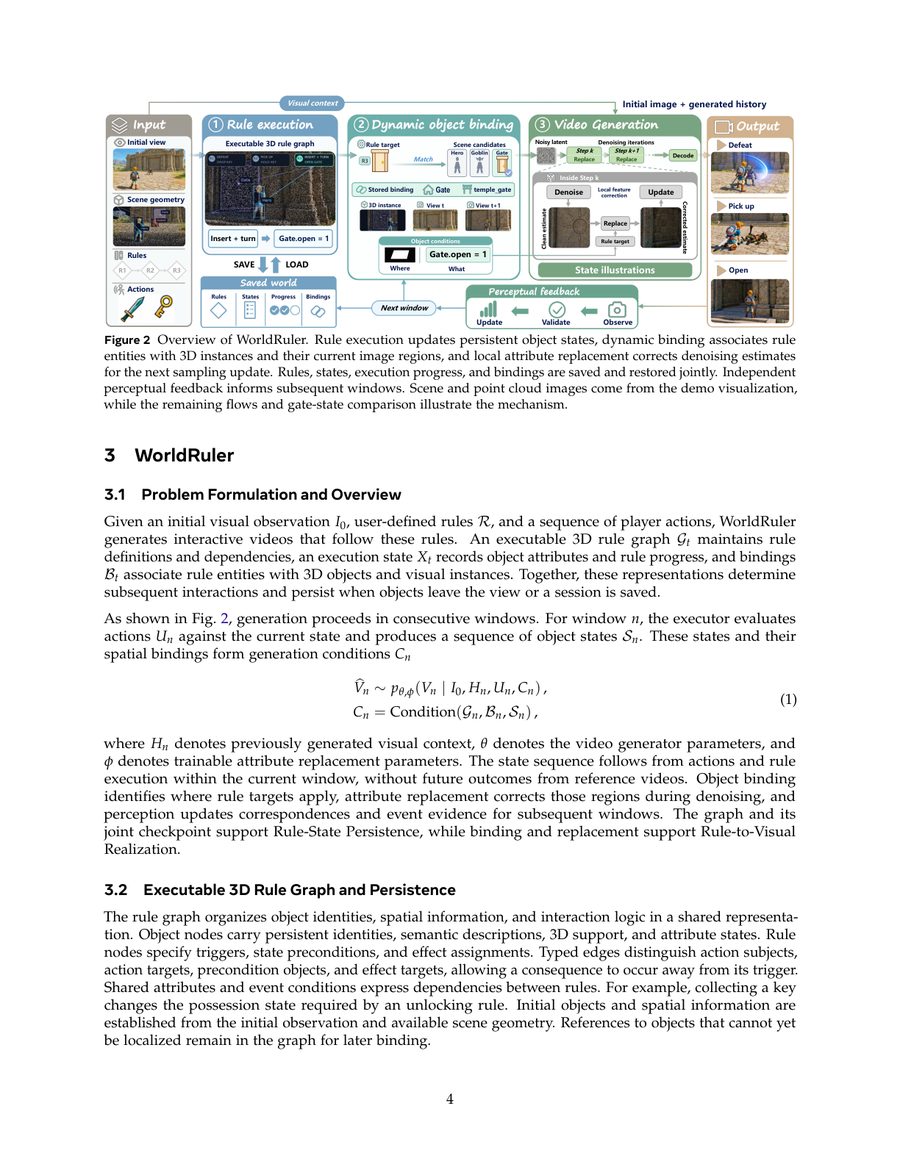 Visual context
Initial image + generated history
Input
Initial view
Scene geometry
Rules
R1 R2 R3
Actions
1 Rule execution
Executable 3D rule graph
Insert + turn
Gate.open = 1
SAVE LOAD
Saved world
Rules States Progress Bindings
2 Dynamic object binding
Rule target
R3
Match
Scene candidates
Hero Goblin Gate
Stored binding
Gate
temple_gate
3D instance View t View t+1
Object conditions
Gate.open = 1
Where What
Next window
3 Video Generation
Noisy latent
Denoising iterations
Step k
Replace
Step k+1
Replace
Decode
Inside Step k
Denoise
Local feature
correction
Update
Clean estimate
Replace
Rule target
Corrected estimate
State illustrations
Perceptual feedback
Update Validate Observe
Output
Defeat
Pick up
Open
Figure 2 Overview of WorldRuler. Rule execution updates persistent object states, dynamic binding associates rule
entities with 3D instances and their current image regions, and local attribute replacement corrects denoising estimates
for the next sampling update. Rules, states, execution progress, and bindings are saved and restored jointly. Independent
perceptual feedback informs subsequent windows. Scene and point cloud images come from the demo visualization,
while the remaining flows and gate-state comparison illustrate the mechanism.
3 WorldRuler
3.1 Problem Formulation and Overview
Given an initial visual observation I₀, user-defined rules ℛ, and a sequence of player actions, WorldRuler
generates interactive videos that follow these rules. An executable 3D rule graph 𝒢ₜ maintains rule
definitions and dependencies, an execution state Xₜ records object attributes and rule progress, and bindings
ℬₜ associate rule entities with 3D objects and visual instances. Together, these representations determine
subsequent interactions and persist when objects leave the view or a session is saved.
As shown in Fig. 2, generation proceeds in consecutive windows. For window n, the executor evaluates
actions Uₙ against the current state and produces a sequence of object states 𝒮ₙ. These states and their
spatial bindings form generation conditions Cₙ
V̂ₙ ∼ p_{θ,ϕ}(Vₙ | I₀, Hₙ, Uₙ, Cₙ) ,
Cₙ = Condition(𝒢ₙ, ℬₙ, 𝒮ₙ) ,
(1)
where Hₙ denotes previously generated visual context, θ denotes the video generator parameters, and
ϕ denotes trainable attribute replacement parameters. The state sequence follows from actions and rule
execution within the current window, without future outcomes from reference videos. Object binding
identifies where rule targets apply, attribute replacement corrects those regions during denoising, and
perception updates correspondences and event evidence for subsequent windows. The graph and its
joint checkpoint support Rule-State Persistence, while binding and replacement support Rule-to-Visual
Realization.
3.2 Executable 3D Rule Graph and Persistence
The rule graph organizes object identities, spatial information, and interaction logic in a shared representa-
tion. Object nodes carry persistent identities, semantic descriptions, 3D support, and attribute states. Rule
nodes specify triggers, state preconditions, and effect assignments. Typed edges distinguish action subjects,
action targets, precondition objects, and effect targets, allowing a consequence to occur away from its trigger.
Shared attributes and event conditions express dependencies between rules. For example, collecting a key
changes the possession state required by an unlocking rule. Initial objects and spatial information are
established from the initial observation and available scene geometry. References to objects that cannot yet
be localized remain in the graph for later binding.
4